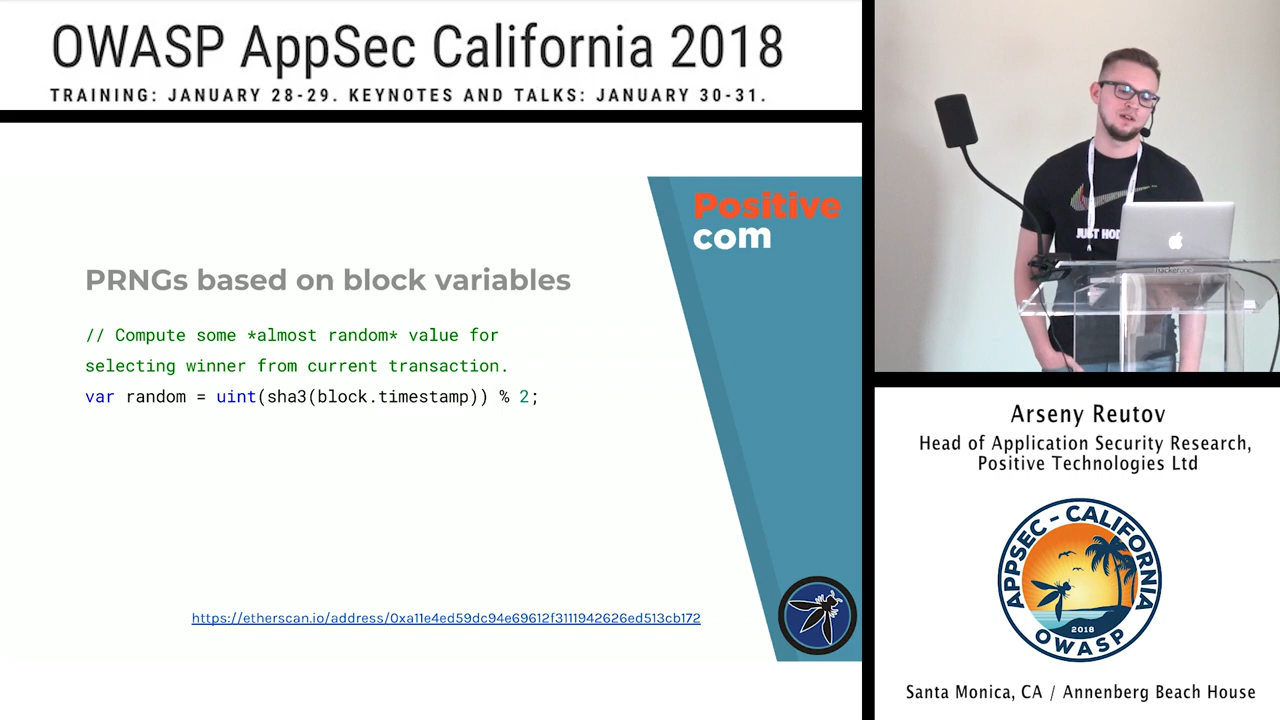 OWASP AppSec California 2018
TRAINING: JANUARY 28-29. KEYNOTES AND TALKS: JANUARY 30-31.
Positive
com
PRNGs based on block variables
// Compute some *almost random* value for
selecting winner from current transaction.
var random = uint(sha3(block.timestamp)) % 2;
https://etherscan.io/address/0xa11e4ed59dc94e69612f3111942626ed513cb172
JUST
hackerone
Arseny Reutov
Head of Application Security Research,
Positive Technologies Ltd
APPSEC - CALIFORNIA
2018
OWASP
Santa Monica, CA / Annenberg Beach House